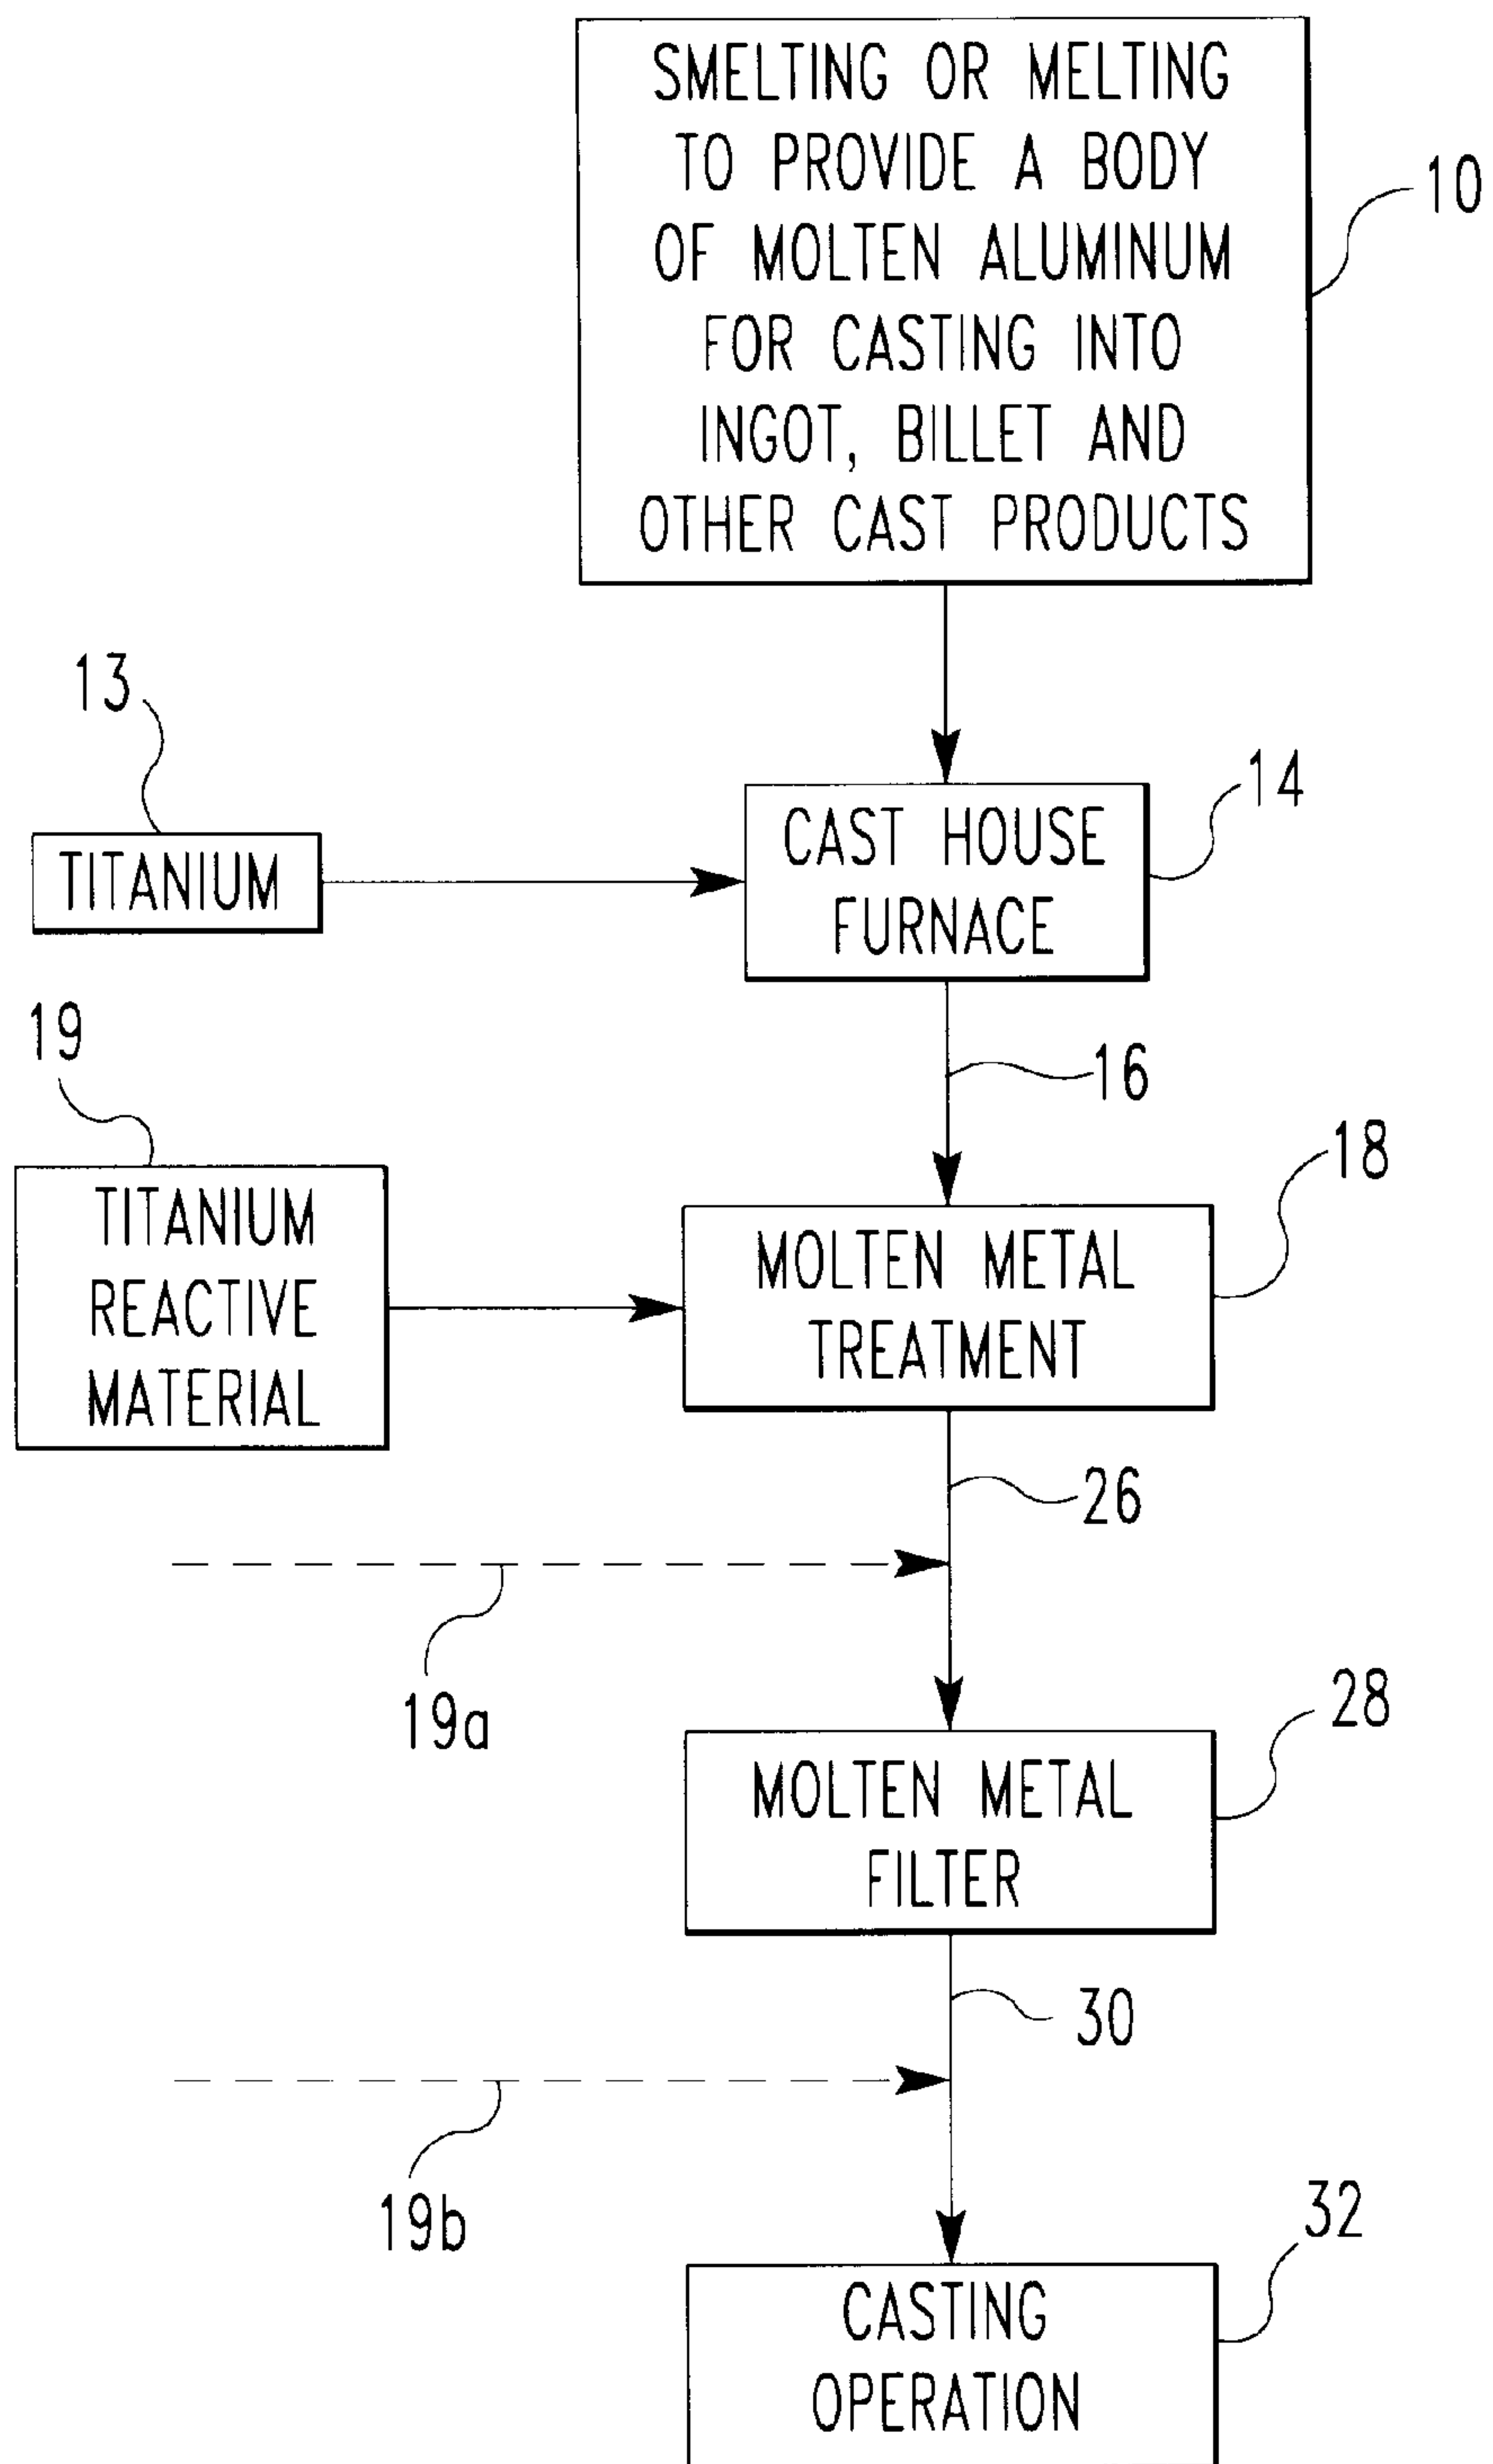 SMELTING OR MELTING
TO PROVIDE A BODY
OF MOLTEN ALUMINUM
FOR CASTING INTO
INGOT, BILLET AND
OTHER CAST PRODUCTS
10
13
TITANIUM
CAST HOUSE
FURNACE
14
16
19
TITANIUM
REACTIVE
MATERIAL
MOLTEN METAL
TREATMENT
18
26
19a
MOLTEN METAL
FILTER
28
30
19b
CASTING
OPERATION
32